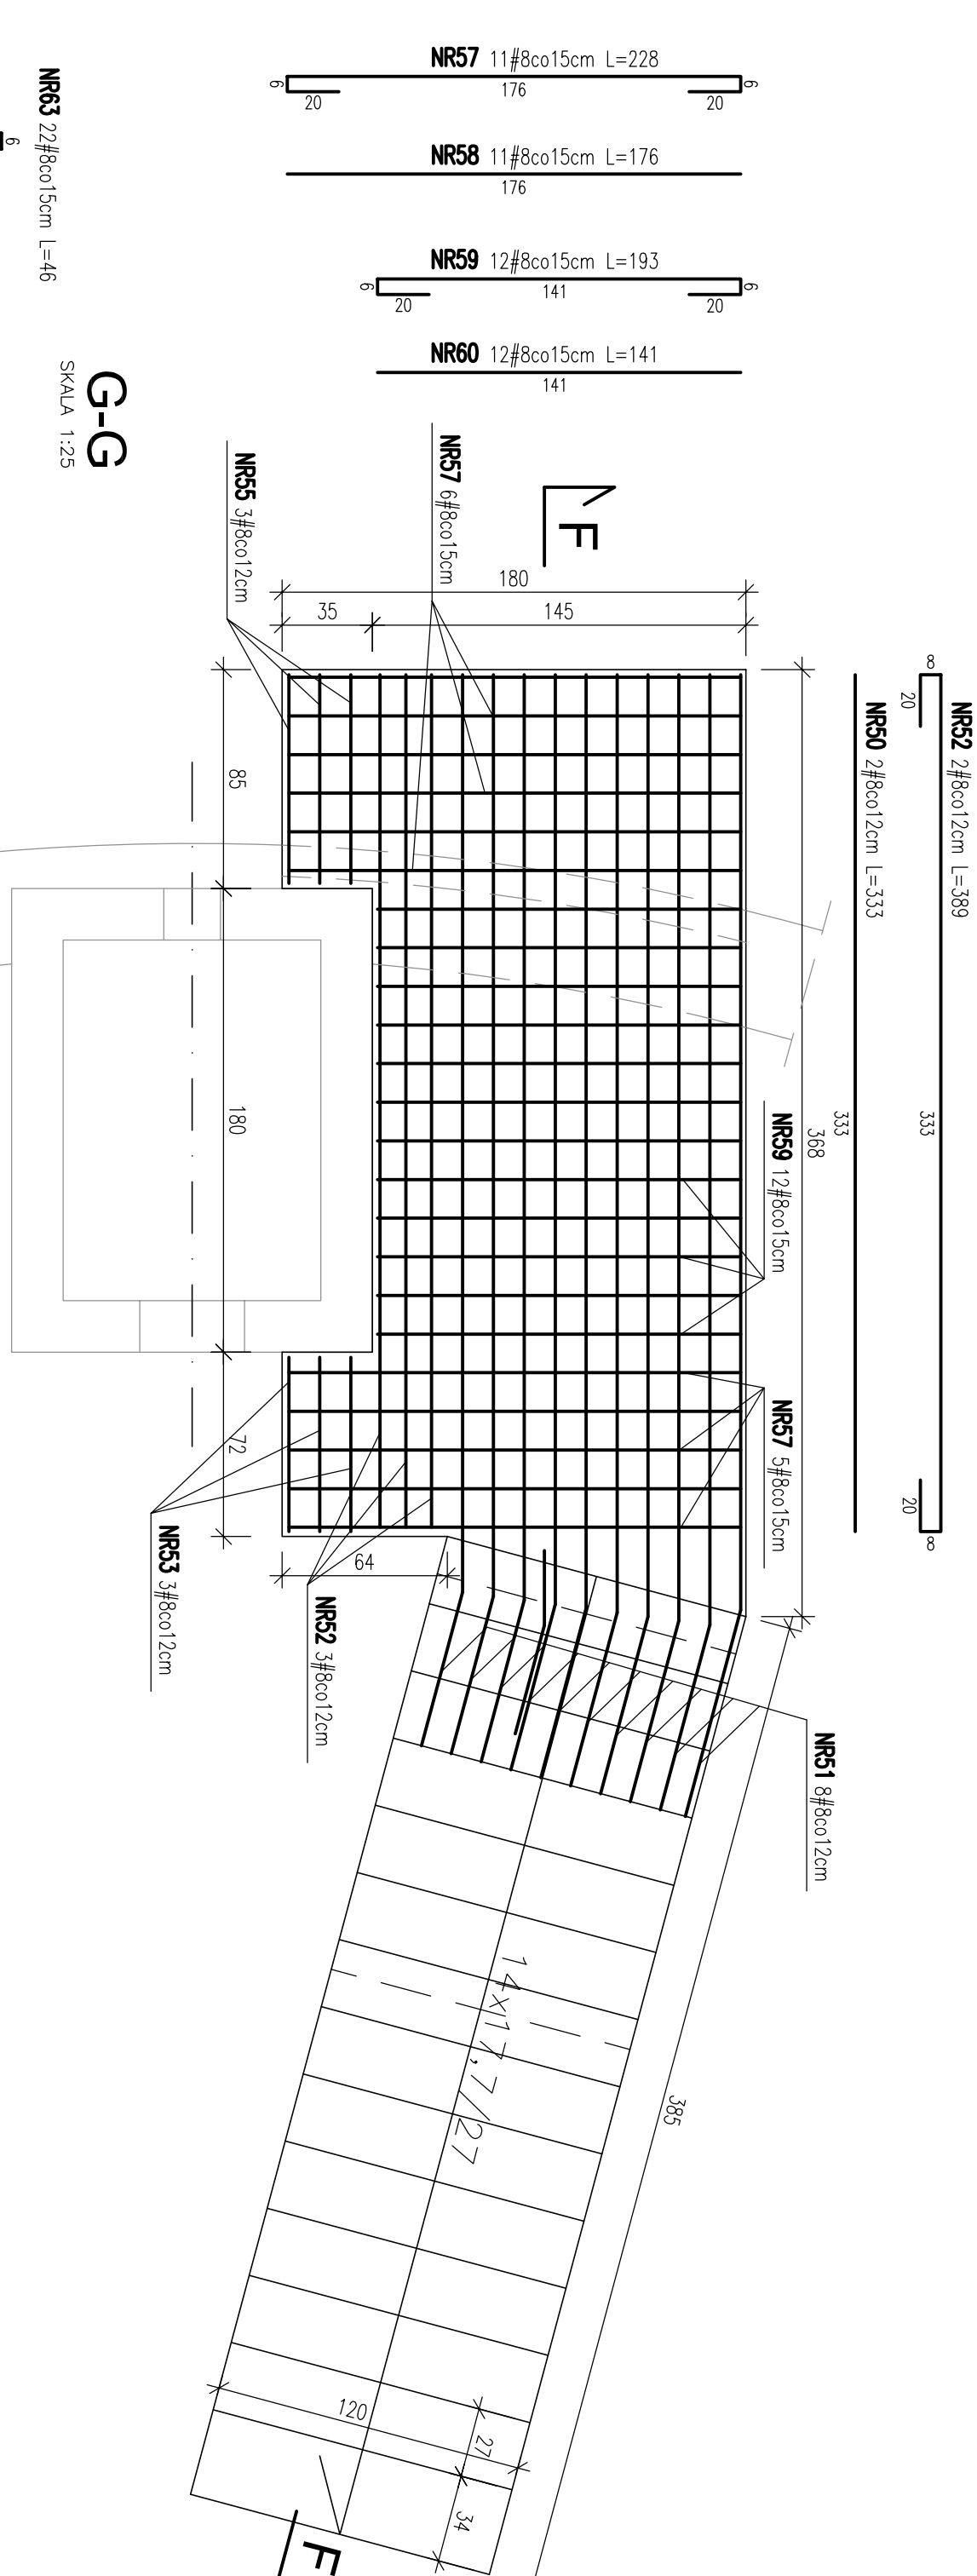 NR57 11#8co15cm L=228
176
6
20
20
6
NR58 11#8co15cm L=176
176
NR59 12#8co15cm L=193
141
6
20
20
6
NR60 12#8co15cm L=141
141
NR63 22#8co15cm L=46
6
G-G
SKALA 1:25
NR52 2#8co12cm L=389
8
20
333
20
8
NR50 2#8co12cm L=333
333
F
NR57 6#8co15cm
NR55 3#8co12cm
180
35
145
368
85
180
72
64
NR59 12#8co15cm
NR57 5#8co15cm
NR53 3#8co12cm
NR52 3#8co12cm
NR51 8#8co12cm
14x17,7/27
385
120
27
34
F